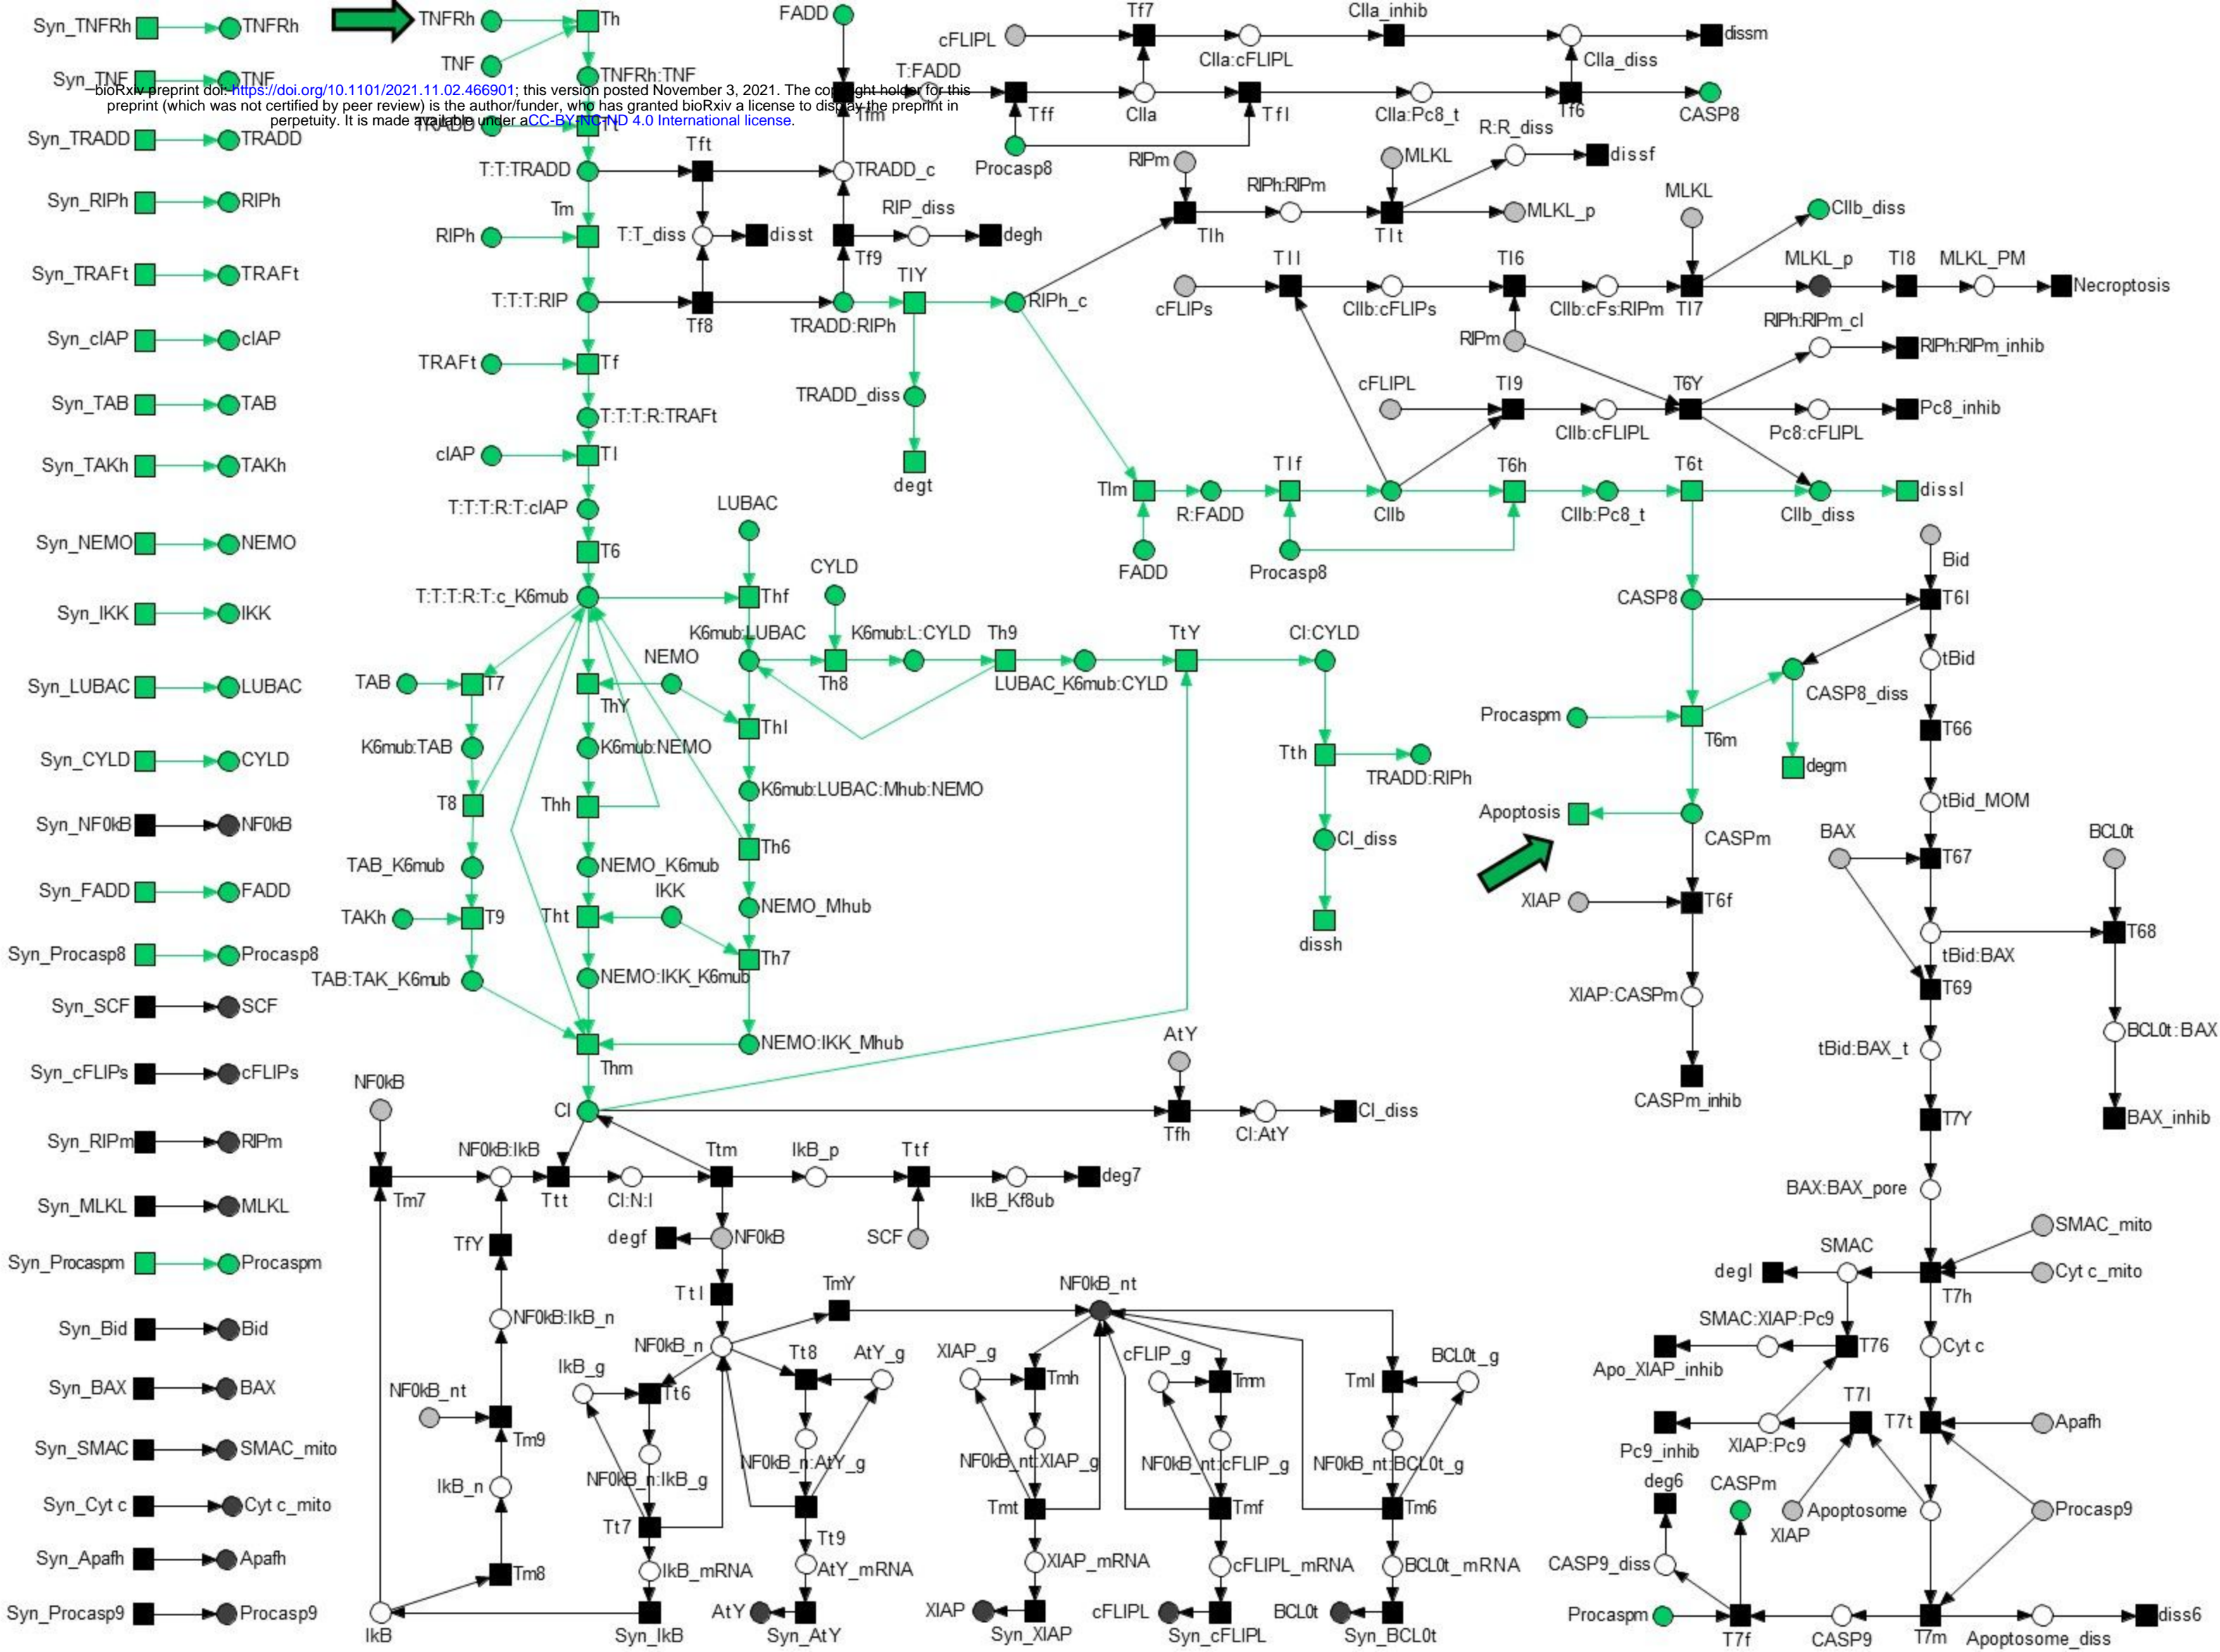 Syn_TNFRh TNFRh
Syn_TNF TNF
bioRxiv preprint doi: https://doi.org/10.1101/2021.11.02.466901; this version posted November 3, 2021. The copyright holder for this
preprint (which was not certified by peer review) is the author/funder, who has granted bioRxiv a license to display the preprint in
perpetuity. It is made available under aCC-BY-NC-ND 4.0 International license.
Syn_TRADD TRADD
Syn_RIPh RIPh
Syn_TRAFt TRAFt
Syn_cIAP cIAP
Syn_TAB TAB
Syn_TAKh TAKh
Syn_NEMO NEMO
Syn_IKK IKK
Syn_LUBAC LUBAC
Syn_CYLD CYLD
Syn_NF0kB NF0kB
Syn_FADD FADD
Syn_Procasp8 Procasp8
Syn_SCF SCF
Syn_cFLIPs cFLIPs
Syn_RIPm RIPm
Syn_MLKL MLKL
Syn_Procaspm Procaspm
Syn_Bid Bid
Syn_BAX BAX
Syn_SMAC SMAC_mito
Syn_Cyt c Cyt c_mito
Syn_Apafh Apafh
Syn_Procasp9 Procasp9
TNFRh Th
TNF
TNFRh:TNF
TRADD Tt
T:T:TRADD Tft TRADD_c
Tm
RIPh T:T_diss disst
T:T:T:RIP Tf8 TRADD:RIPh
TRAFt Tf
T:T:T:R:TRAFt
cIAP Tl
T:T:T:R:T:cIAP
T6
T:T:T:R:T:c_K6mub Thf
FADD
T:FADD
Tfm
RIP_diss degh
Tf9
TlY
RIPh_c
TRADD_diss
degt
cFLIPL Tf7 CIIa:cFLIPL CIIa_inhib CIIa_diss dissm
Tff CIIa Tfl CIIa:Pc8_t Tf6 CASP8
Procasp8
RIPm RIPh:RIPm MLKL R:R_diss dissf
Tlh Tlt MLKL_p
MLKL CIIb_diss
cFLIPs Tll CIIb:cFLIPs Tl6 CIIb:cFs:RIPm Tl7 MLKL_p Tl8 MLKL_PM Necroptosis
RIPm RIPh:RIPm_cl RIPh:RIPm_inhib
cFLIPL Tl9 CIIb:cFLIPL T6Y Pc8:cFLIPL Pc8_inhib
Tlm R:FADD Tlf CIIb T6h CIIb:Pc8_t T6t CIIb_diss dissl
FADD Procasp8
LUBAC
CYLD
K6mub:LUBAC K6mub:L:CYLD Th9 TtY CI:CYLD
Th8 LUBAC_K6mub:CYLD
TAB T7 NEMO
ThY Thl
K6mub:TAB K6mub:NEMO
T8 Thh K6mub:LUBAC:Mhub:NEMO
Th6
TAB_K6mub NEMO_K6mub
IKK
TAKh T9 Tht NEMO_Mhub
Th7
TAB:TAK_K6mub NEMO:IKK_K6mub
NEMO:IKK_Mhub
Thm
Tth TRADD:RIPh
CI_diss
dissh
CASP8 Bid
T6l
tBid
CASP8_diss
Procaspm T6m T66
degm
Apoptosis tBid_MOM
CASPm BAX BCL0t
T67
XIAP T6f T68
tBid:BAX
XIAP:CASPm T69
BCL0t:BAX
tBid:BAX_t
CASPm_inhib
T7Y BAX_inhib
BAX:BAX_pore
SMAC SMAC_mito
degl Cyt c_mito
T7h
SMAC:XIAP:Pc9
Apo_XIAP_inhib T76 Cyt c
T7l T7t Apafh
Pc9_inhib XIAP:Pc9
deg6 CASPm
XIAP Apoptosome Procasp9
CASP9_diss
Procaspm T7f CASP9 T7m Apoptosome_diss diss6
NF0kB CI AtY
Tfh CI:AtY CI_diss
NF0kB:IkB Ttm IkB_p Ttf
Tm7 Ttt CI:N:I IkB_Kf8ub deg7
TfY degf NF0kB SCF
Ttl TmY NF0kB_nt
NF0kB:IkB_n
NF0kB_n
IkB_g Tt8 AtY_g XIAP_g cFLIP_g BCL0t_g
NF0kB_nt Tt6 Tmh Tmm Tml
Tm9
NF0kB_n:IkB_g NF0kB_n:AtY_g NF0kB_nt:XIAP_g NF0kB_nt:cFLIP_g NF0kB_nt:BCL0t_g
IkB_n
Tt7 Tt9 Tmt Tmf Tm6
Tm8 IkB_mRNA AtY_mRNA XIAP_mRNA cFLIPL_mRNA BCL0t_mRNA
AtY XIAP cFLIPL BCL0t
IkB Syn_IkB Syn_AtY Syn_XIAP Syn_cFLIPL Syn_BCL0t